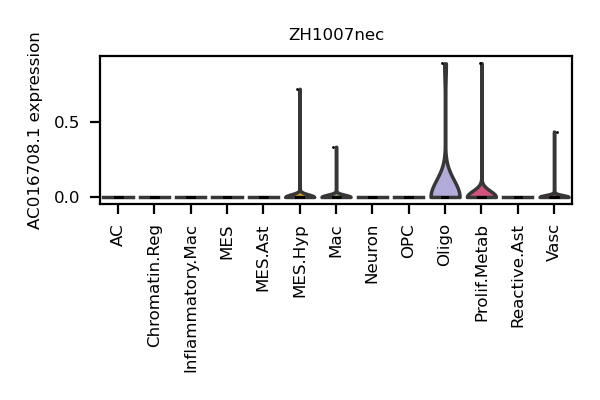 ZH1007nec
AC016708.1 expression
0.5
0.0
AC
Chromatin.Reg
Inflammatory.Mac
MES
MES.Ast
MES.Hyp
Mac
Neuron
OPC
Oligo
Prolif.Metab
Reactive.Ast
Vasc